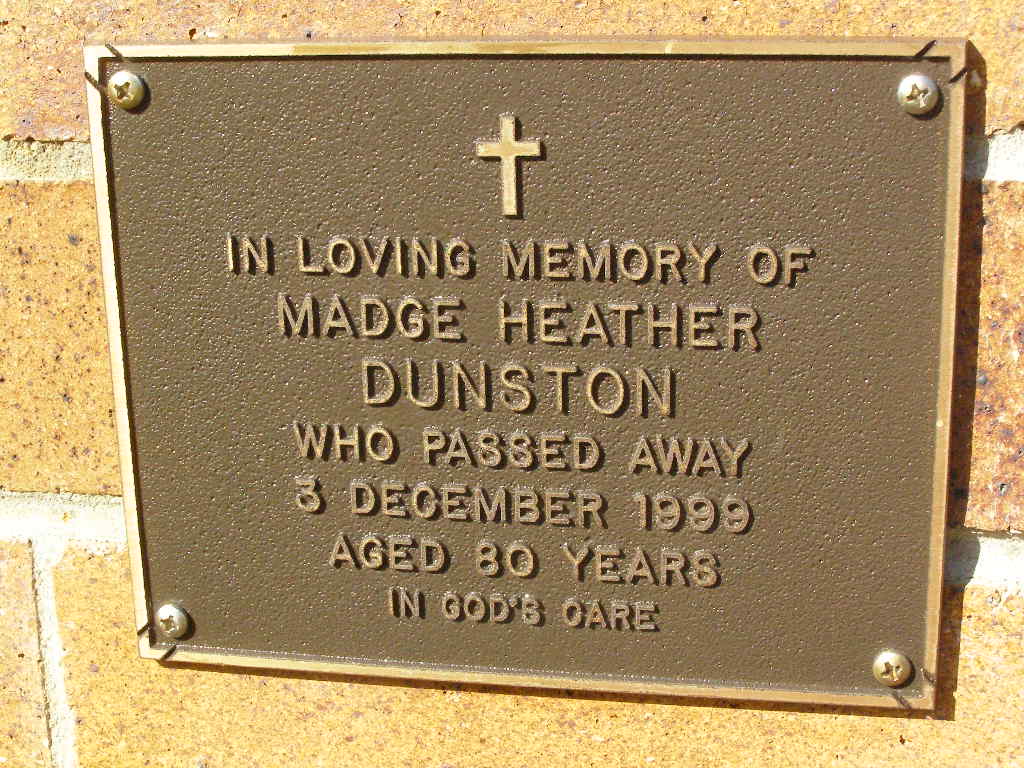 IN LOVING MEMORY OF
MADGE HEATHER
DUNSTON
WHO PASSED AWAY
3 DECEMBER 1999
AGED 80 YEARS
IN GOD'S CARE